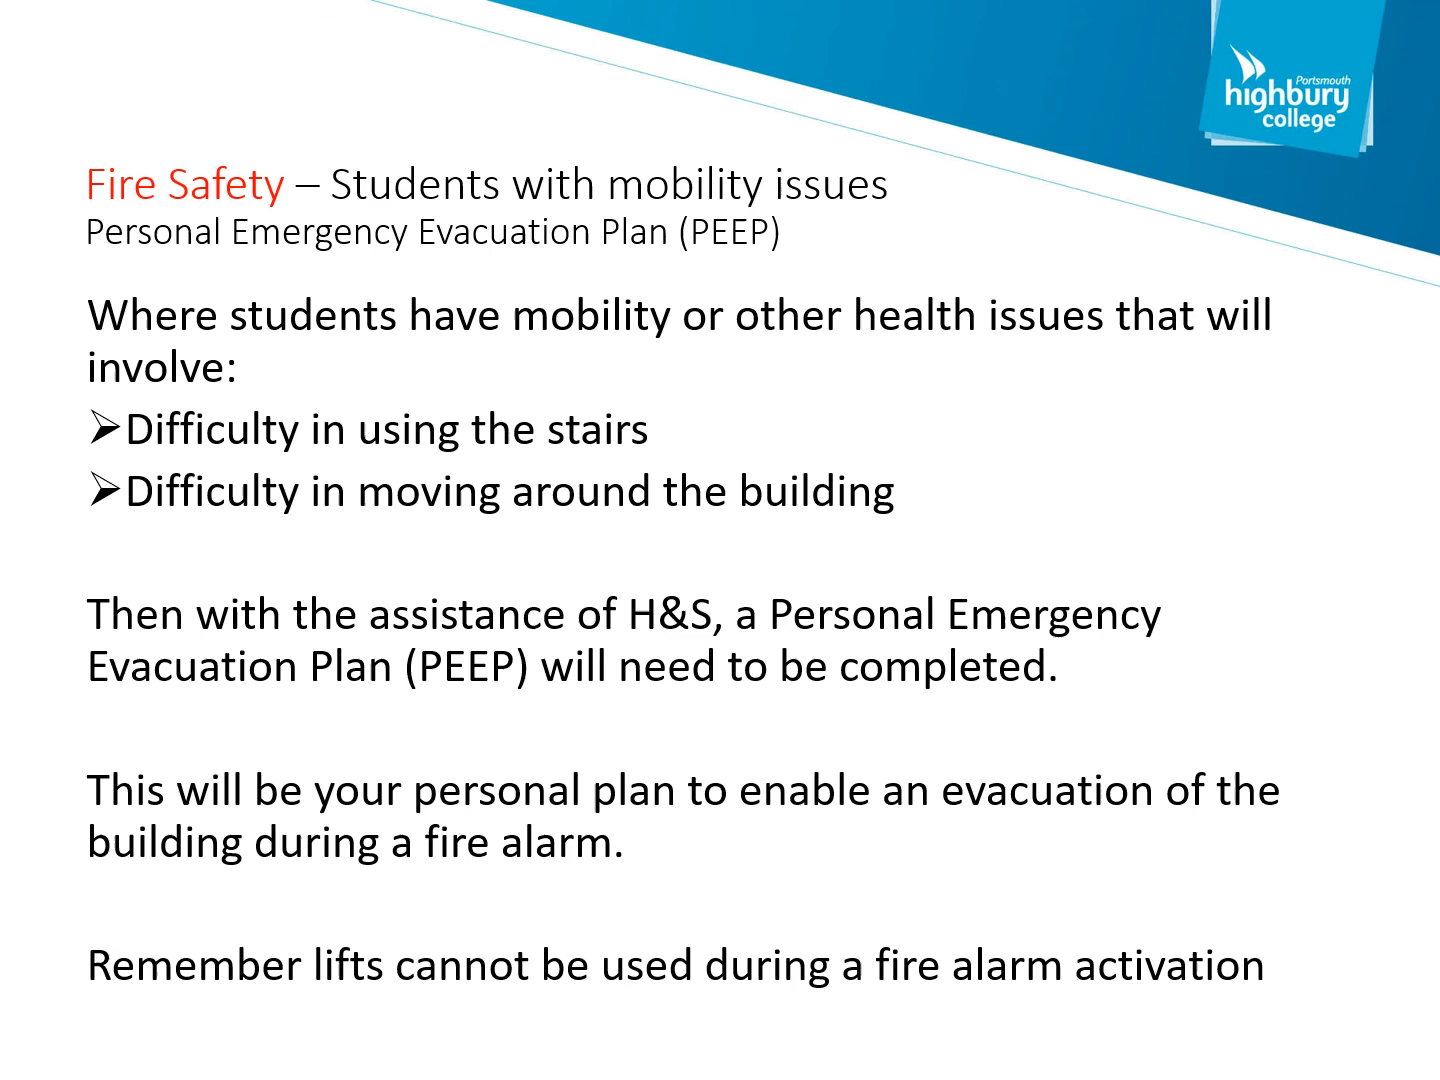 Portsmouth
highbury
college
Fire Safety – Students with mobility issues
Personal Emergency Evacuation Plan (PEEP)
Where students have mobility or other health issues that will
involve:
➢Difficulty in using the stairs
➢Difficulty in moving around the building
Then with the assistance of H&S, a Personal Emergency
Evacuation Plan (PEEP) will need to be completed.
This will be your personal plan to enable an evacuation of the
building during a fire alarm.
Remember lifts cannot be used during a fire alarm activation